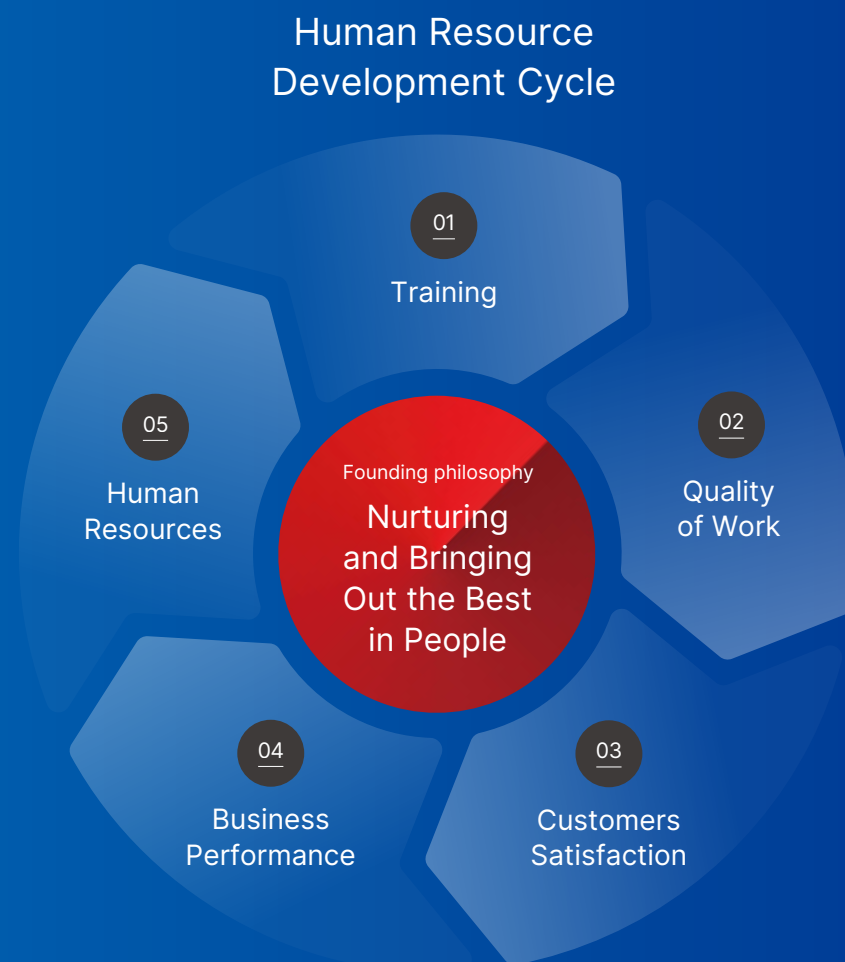 Human Resource
Development Cycle
01
Training
02
Quality
of Work
03
Customers
Satisfaction
04
Business
Performance
05
Human
Resources
Founding philosophy
Nurturing
and Bringing
Out the Best
in People